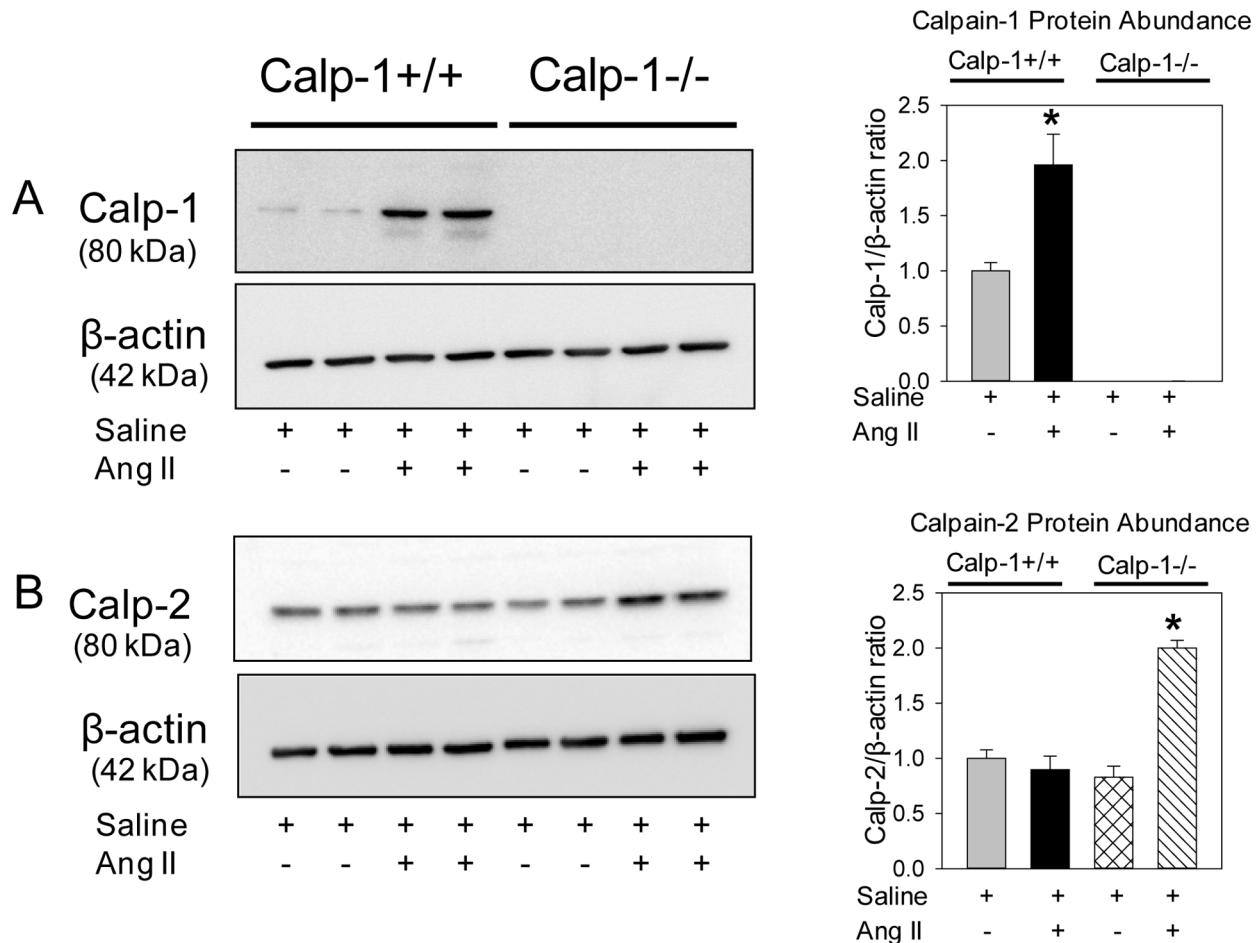 Calp-1+/+ Calp-1-/-
A
Calp-1
(80 kDa)
β-actin
(42 kDa)
Saline + + + + + + + +
Ang II - - + + - - + +
Calpain-1 Protein Abundance
Calp-1+/+ Calp-1-/-
Calp-1/β-actin ratio
2.5
2.0
1.5
1.0
0.5
0.0
*
Saline + + + +
Ang II - + - +
B
Calp-2
(80 kDa)
β-actin
(42 kDa)
Saline + + + + + + + +
Ang II - - + + - - + +
Calpain-2 Protein Abundance
Calp-1+/+ Calp-1-/-
Calp-2/β-actin ratio
2.5
2.0
1.5
1.0
0.5
0.0
*
Saline + + + +
Ang II - + - +